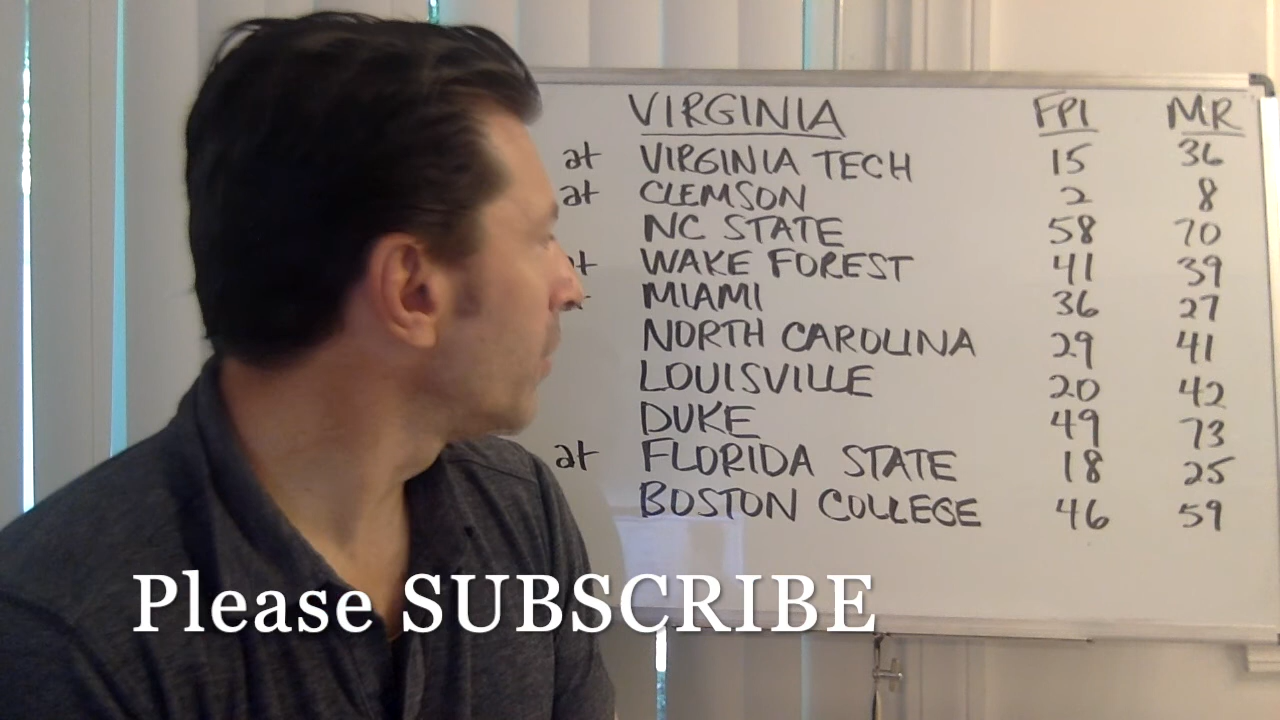 VIRGINIA FPI MR
at VIRGINIA TECH 15 36
at CLEMSON 2 8
NC STATE 58 70
at WAKE FOREST 41 39
MIAMI 36 27
NORTH CAROLINA 29 41
LOUISVILLE 20 42
DUKE 49 73
at FLORIDA STATE 18 25
BOSTON COLLEGE 46 59
Please SUBSCRIBE